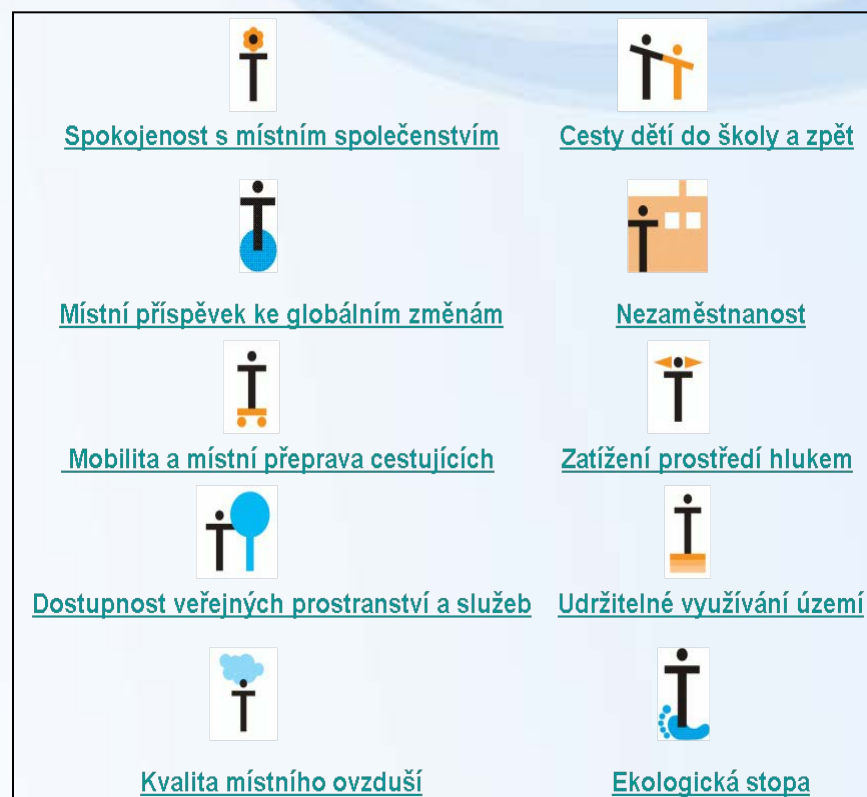 Spokojenost s místním společenstvím
Cesty dětí do školy a zpět
Místní příspěvek ke globálním změnám
Nezaměstnanost
Mobilita a místní přeprava cestujících
Zatížení prostředí hlukem
Dostupnost veřejných prostranství a služeb
Udržitelné využívání území
Kvalita místního ovzduší
Ekologická stopa